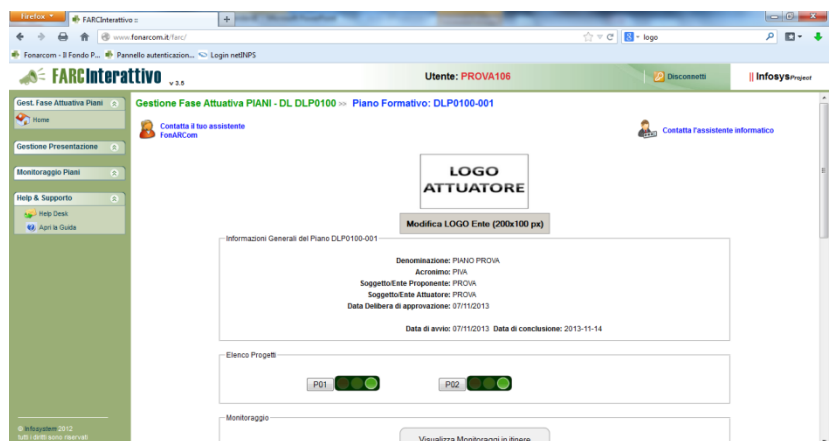 Firefox
FARCInterattivo ::
www.fonarcom.it/farc/
logo
Fonarcom - Il Fondo P...
Pannello autenticazion...
Login netINPS
FARCInterattivo v 3.5
Utente: PROVA106
Disconnetti
Infosys Project
Gest. Fase Attuativa Piani
Home
Gestione Presentazione
Monitoraggio Piani
Help & Supporto
Help Desk
Apri la Guida
Gestione Fase Attuativa PIANI - DL DLP0100 >> Piano Formativo: DLP0100-001
Contatta il tuo assistente
FonARCom
Contatta l'assistente informatico
LOGO
ATTUATORE
Modifica LOGO Ente (200x100 px)
Informazioni Generali del Piano DLP0100-001
Denominazione: PIANO PROVA
Acronimo: PIVA
Soggetto/Ente Proponente: PROVA
Soggetto/Ente Attuatore: PROVA
Data Delibera di approvazione: 07/11/2013
Data di avvio: 07/11/2013 Data di conclusione: 2013-11-14
Elenco Progetti
P01
P02
Monitoraggio
Visualizza Monitoraggi in itinere
© Infosystem 2012
tutti i diritti sono riservati